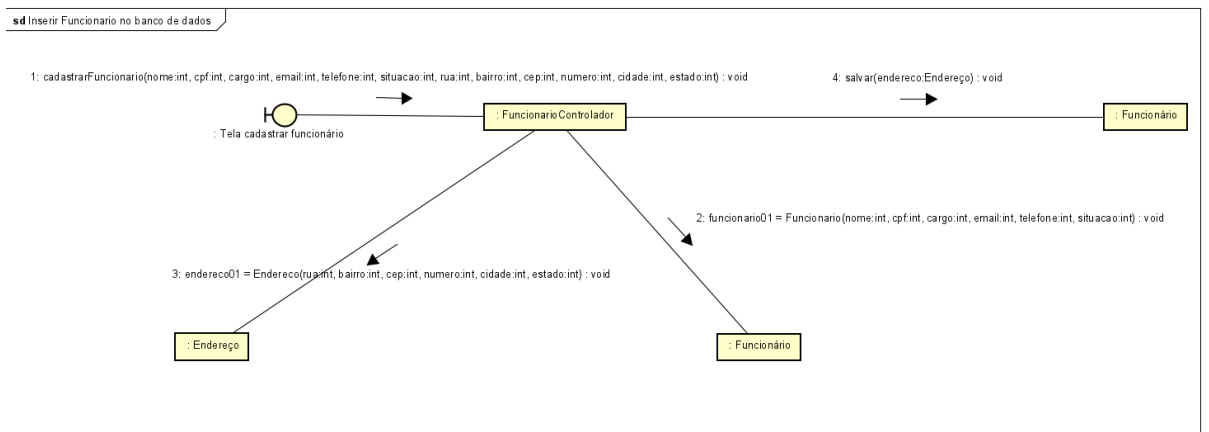 sd Inserir Funcionario no banco de dados
1: cadastrarFuncionario(nome:int, cpf:int, cargo:int, email:int, telefone:int, situacao:int, rua:int, bairro:int, cep:int, numero:int, cidade:int, estado:int) : void
4: salvar(endereco:Endereço) : void
: FuncionarioControlador
: Funcionário
: Tela cadastrar funcionário
2: funcionario01 = Funcionario(nome:int, cpf:int, cargo:int, email:int, telefone:int, situacao:int) : void
3: endereco01 = Endereco(rua:int, bairro:int, cep:int, numero:int, cidade:int, estado:int) : void
: Endereço
: Funcionário